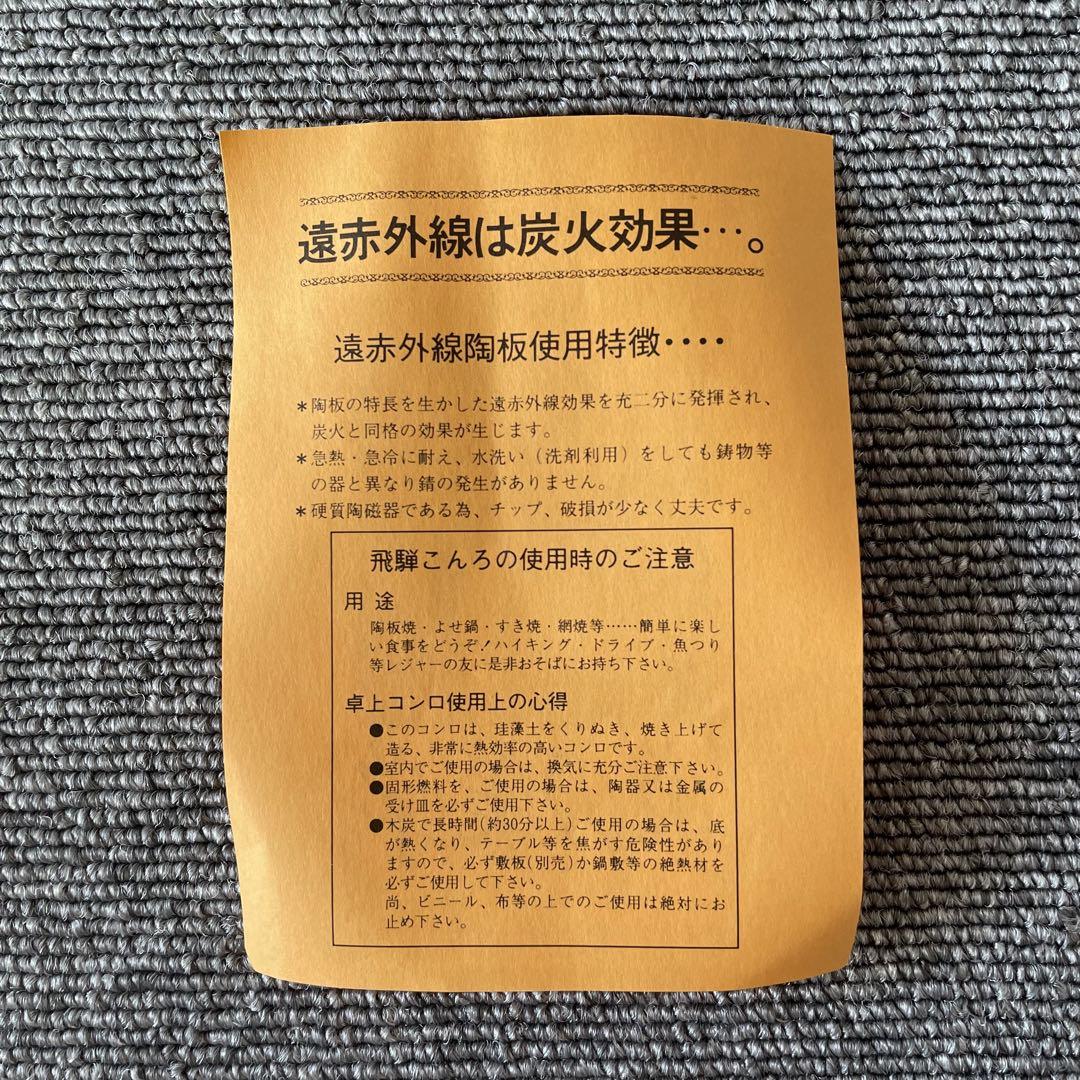 遠赤外線は炭火効果…。
遠赤外線陶板使用特徴‥‥
＊陶板の特長を生かした遠赤外線効果を充二分に発揮され、
炭火と同格の効果が生じます。
＊急熱・急冷に耐え、水洗い（洗剤利用）をしても鋳物等
の器と異なり錆の発生がありません。
＊硬質陶磁器である為、チップ、破損が少なく丈夫です。
飛騨こんろの使用時のご注意
用 途
陶板焼・よせ鍋・すき焼・網焼等……簡単に楽し
い食事をどうぞ！ハイキング・ドライブ・魚つり
等レジャーの友に是非おそばにお持ち下さい。
卓上コンロ使用上の心得
●このコンロは、珪藻土をくりぬき、焼き上げて
造る、非常に熱効率の高いコンロです。
●室内でご使用の場合は、換気に充分ご注意下さい。
●固形燃料を、ご使用の場合は、陶器又は金属の
受け皿を必ずご使用下さい。
●木炭で長時間(約30分以上)ご使用の場合は、底
が熱くなり、テーブル等を焦がす危険性があり
ますので、必ず敷板(別売)か鍋敷等の絶熱材を
必ずご使用して下さい。
尚、ビニール、布等の上でのご使用は絶対にお
止め下さい。